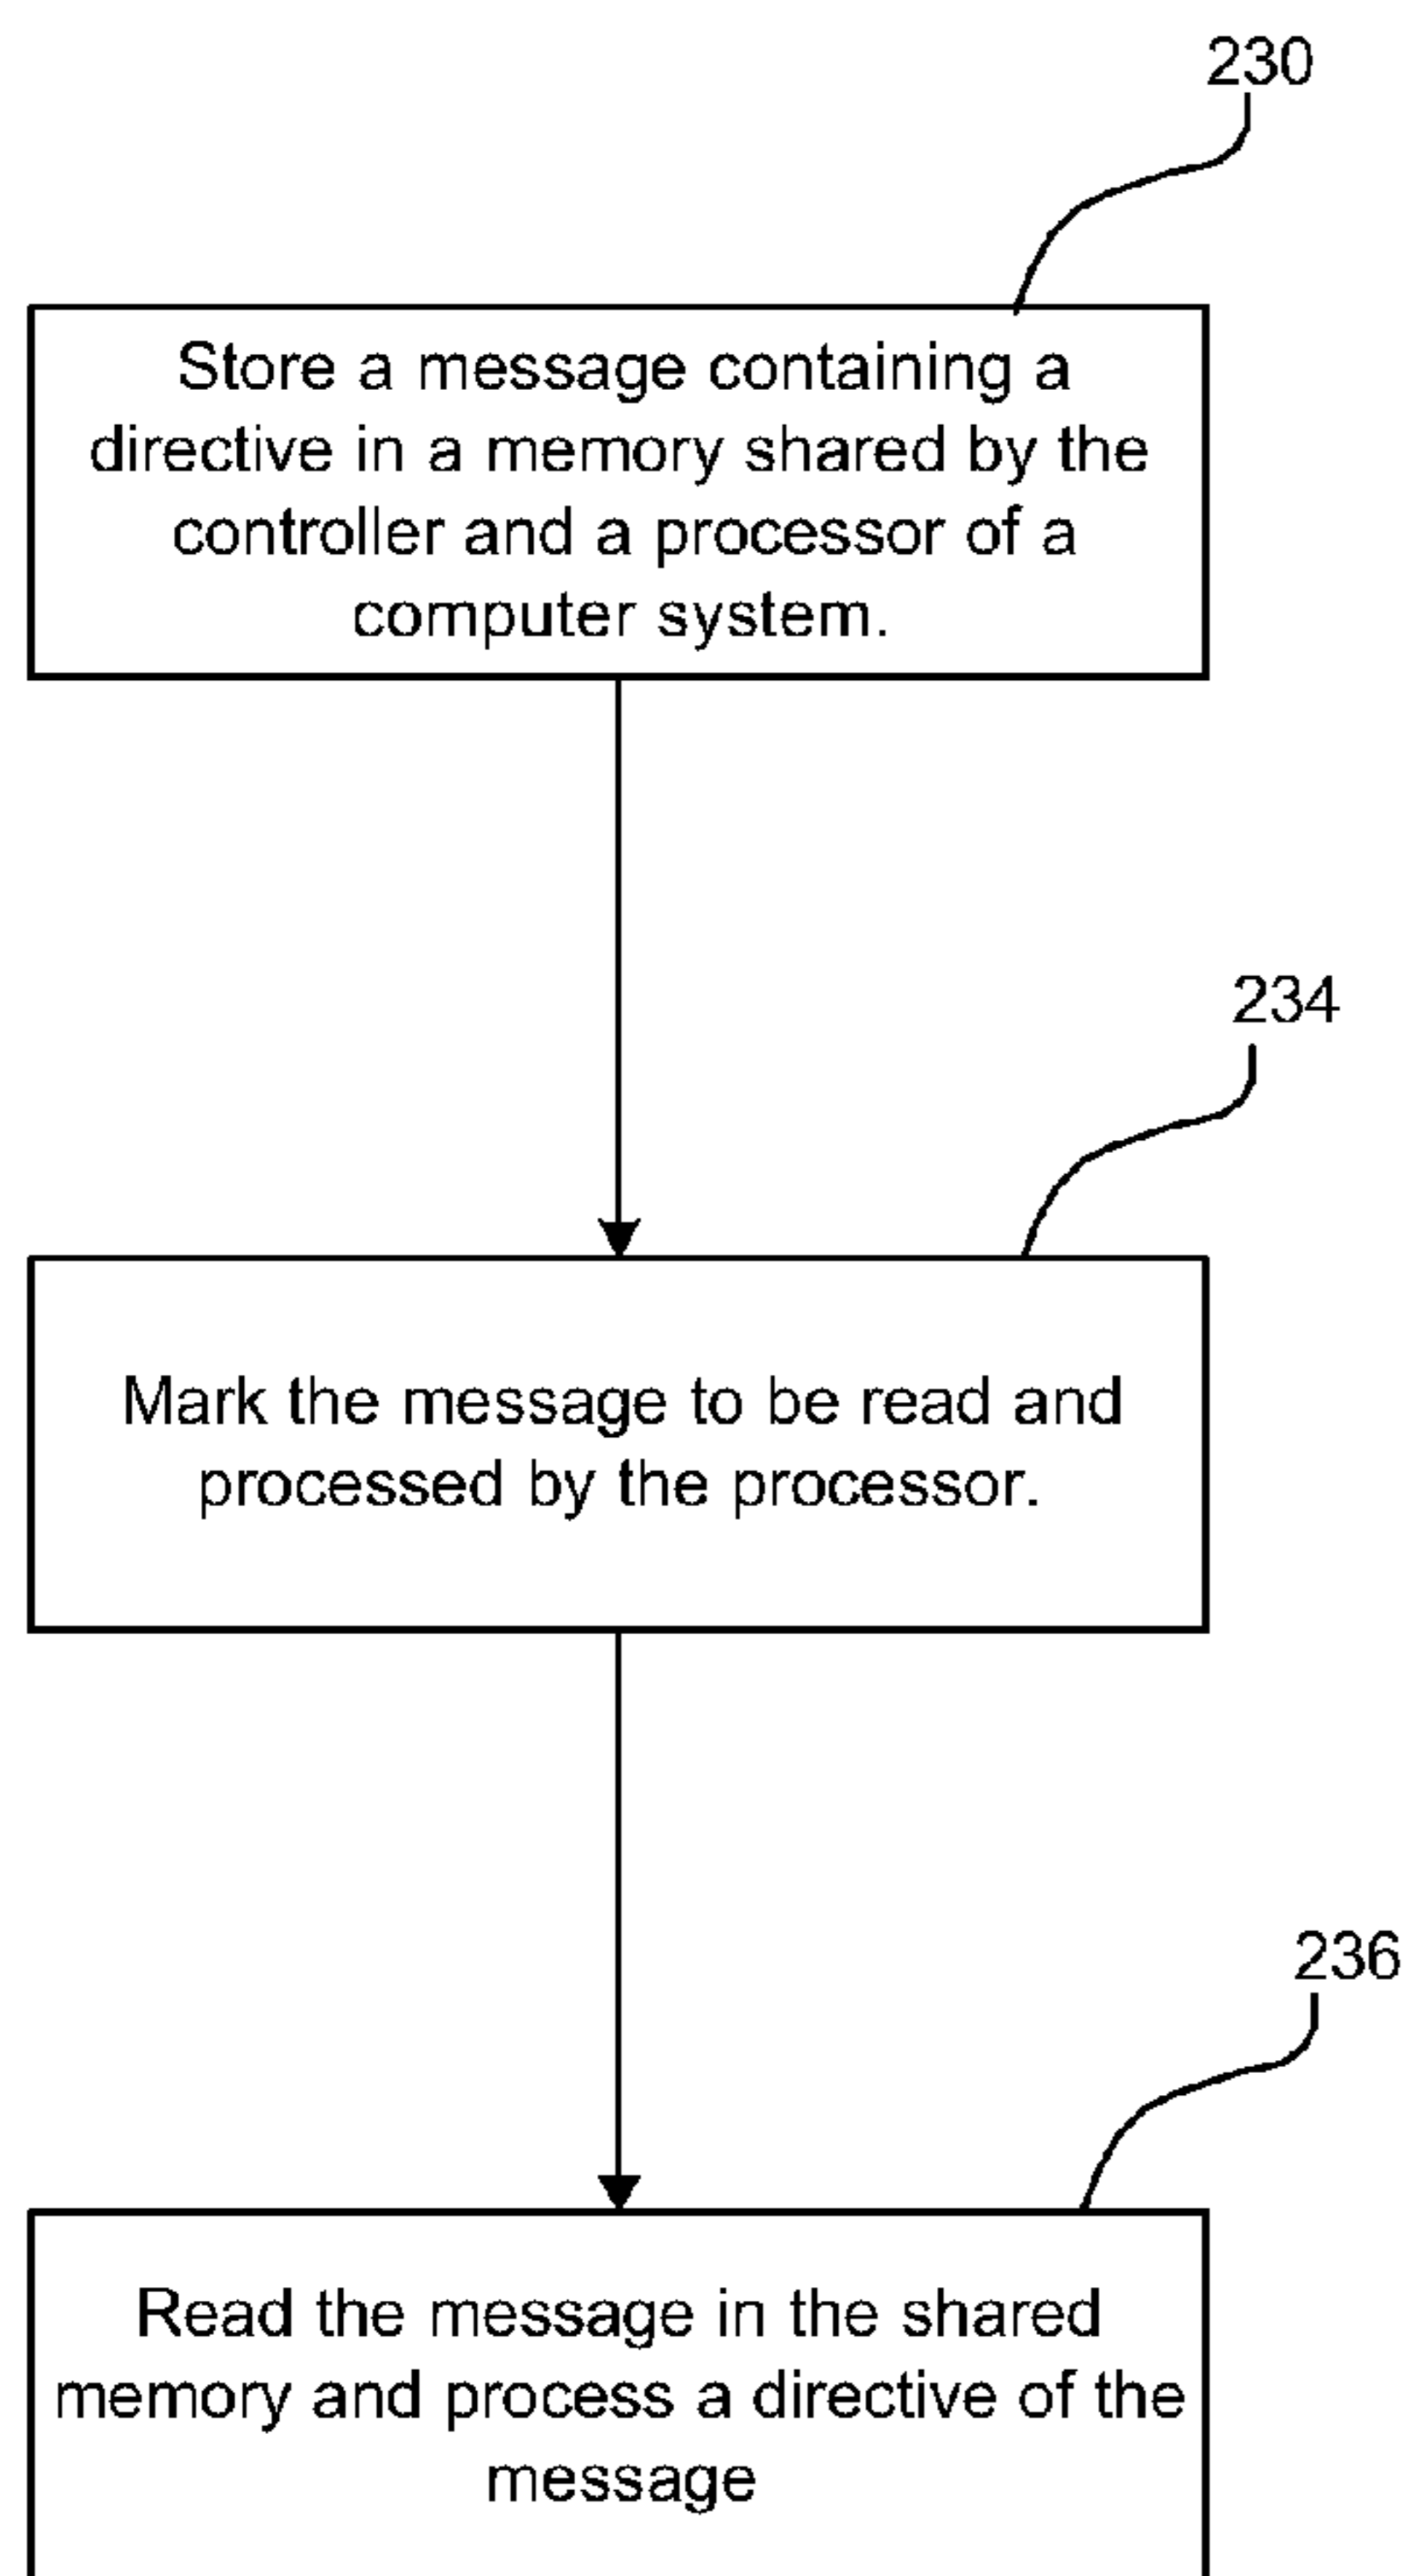 230
Store a message containing a
directive in a memory shared by the
controller and a processor of a
computer system.
234
Mark the message to be read and
processed by the processor.
236
Read the message in the shared
memory and process a directive of the
message